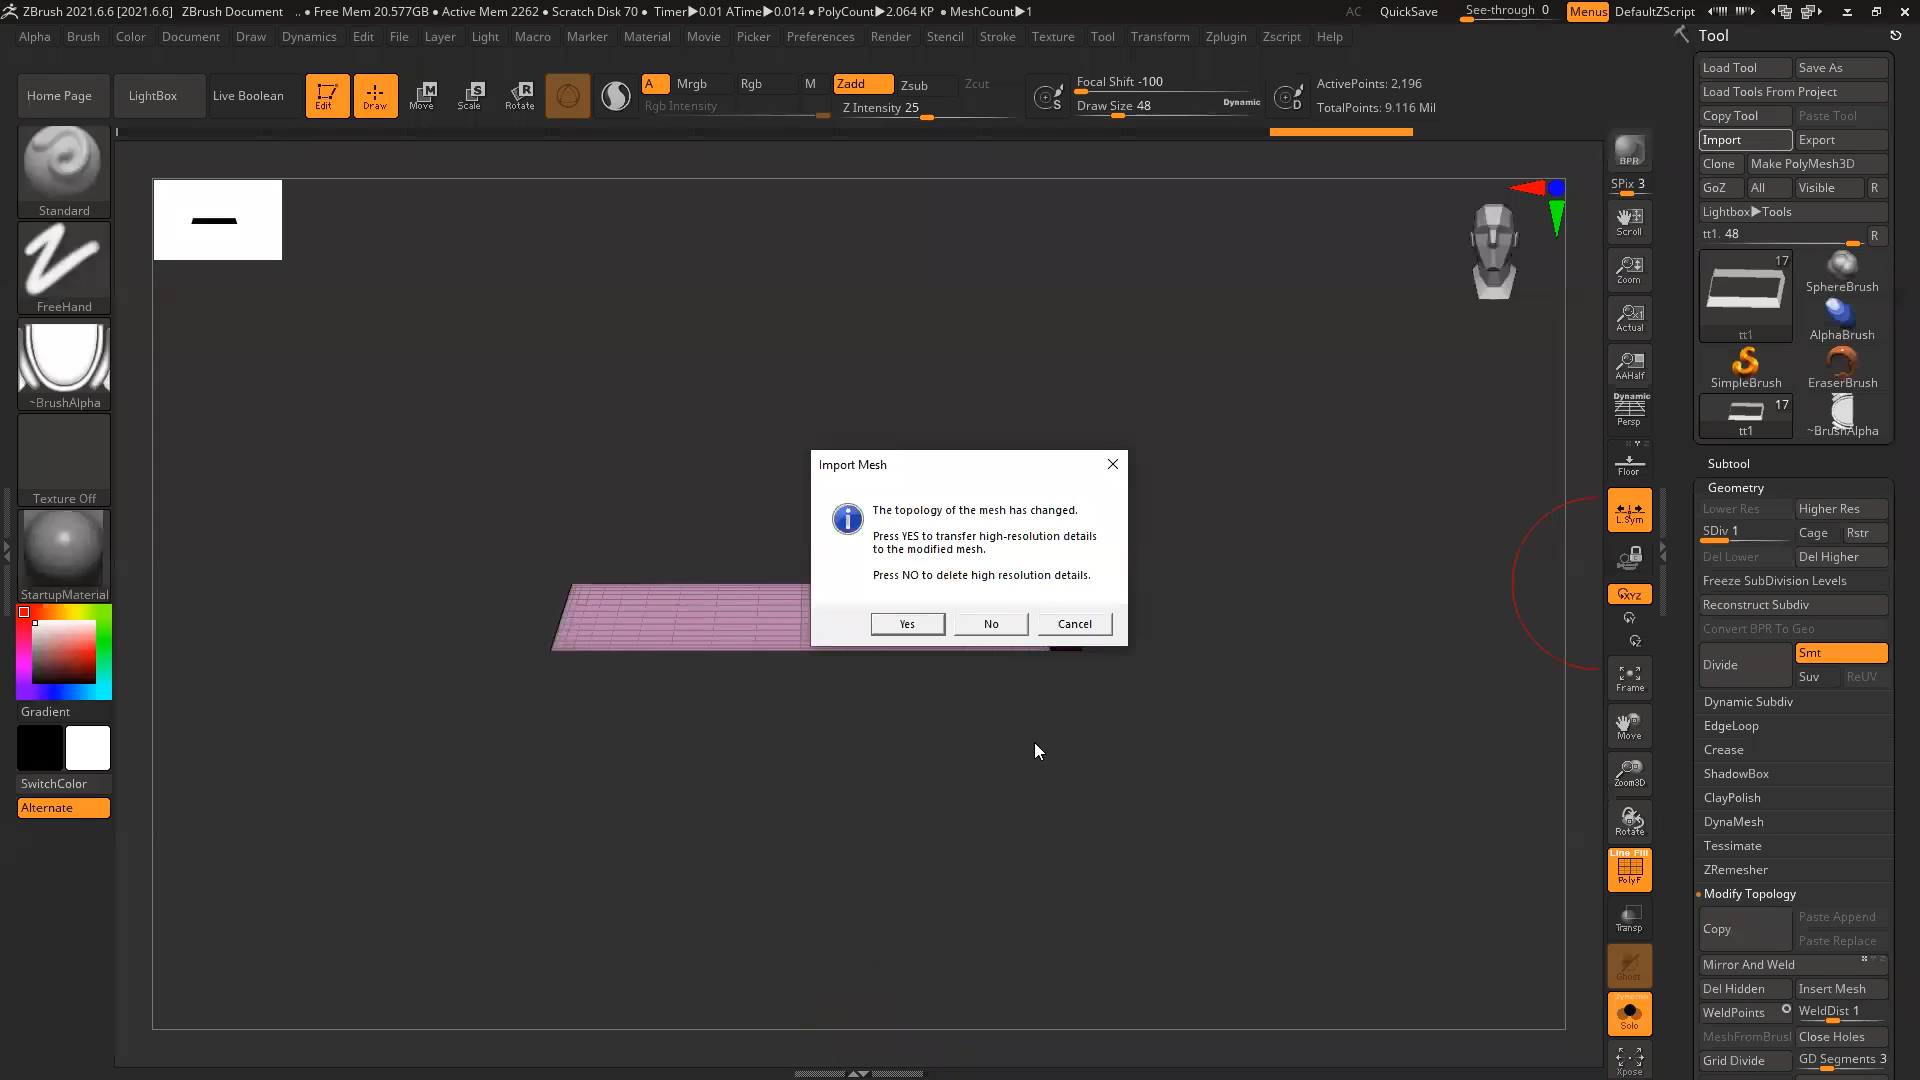 ZBrush 2021.6.6 [2021.6.6] ZBrush Document .. • Free Mem 20.577GB • Active Mem 2262 • Scratch Disk 70 • Timer▶0.01 ATime▶0.014 • PolyCount▶2.064 KP • MeshCount▶1
AC QuickSave See-through 0 Menus DefaultZScript
Alpha Brush Color Document Draw Dynamics Edit File Layer Light Macro Marker Material Movie Picker Preferences Render Stencil Stroke Texture Tool Transform Zplugin Zscript Help
Home Page LightBox Live Boolean
Edit Draw Move Scale Rotate
A Mrgb Rgb M Zadd Zsub Zcut
Rgb Intensity Z Intensity 25
S Focal Shift -100
Draw Size 48 Dynamic
D ActivePoints: 2,196
TotalPoints: 9.116 Mil
Standard
FreeHand
~BrushAlpha
Texture Off
StartupMaterial
Gradient
SwitchColor
Alternate
Import Mesh
The topology of the mesh has changed.
Press YES to transfer high-resolution details
to the modified mesh.
Press NO to delete high resolution details.
Yes No Cancel
BPR
SPix 3
Scroll
Zoom
Actual
AAHalf
Dynamic
Persp
Floor
L.Sym
XYZ
Frame
Move
Zoom3D
Rotate
Line Fill
PolyF
Transp
Ghost
Dynamic
Solo
Xpose
Tool
Load Tool Save As
Load Tools From Project
Copy Tool Paste Tool
Import Export
Clone Make PolyMesh3D
GoZ All Visible R
Lightbox▶Tools
tt1. 48 R
17
tt1
SphereBrush
AlphaBrush
SimpleBrush EraserBrush
17
tt1 ~BrushAlpha
Subtool
Geometry
Lower Res Higher Res
SDiv 1 Cage Rstr
Del Lower Del Higher
Freeze SubDivision Levels
Reconstruct Subdiv
Convert BPR To Geo
Divide Smt
Suv ReUV
Dynamic Subdiv
EdgeLoop
Crease
ShadowBox
ClayPolish
DynaMesh
Tessimate
ZRemesher
Modify Topology
Copy Paste Append
Paste Replace
Mirror And Weld
Del Hidden Insert Mesh
WeldPoints WeldDist 1
MeshFromBrus Close Holes
Grid Divide GD Segments 3